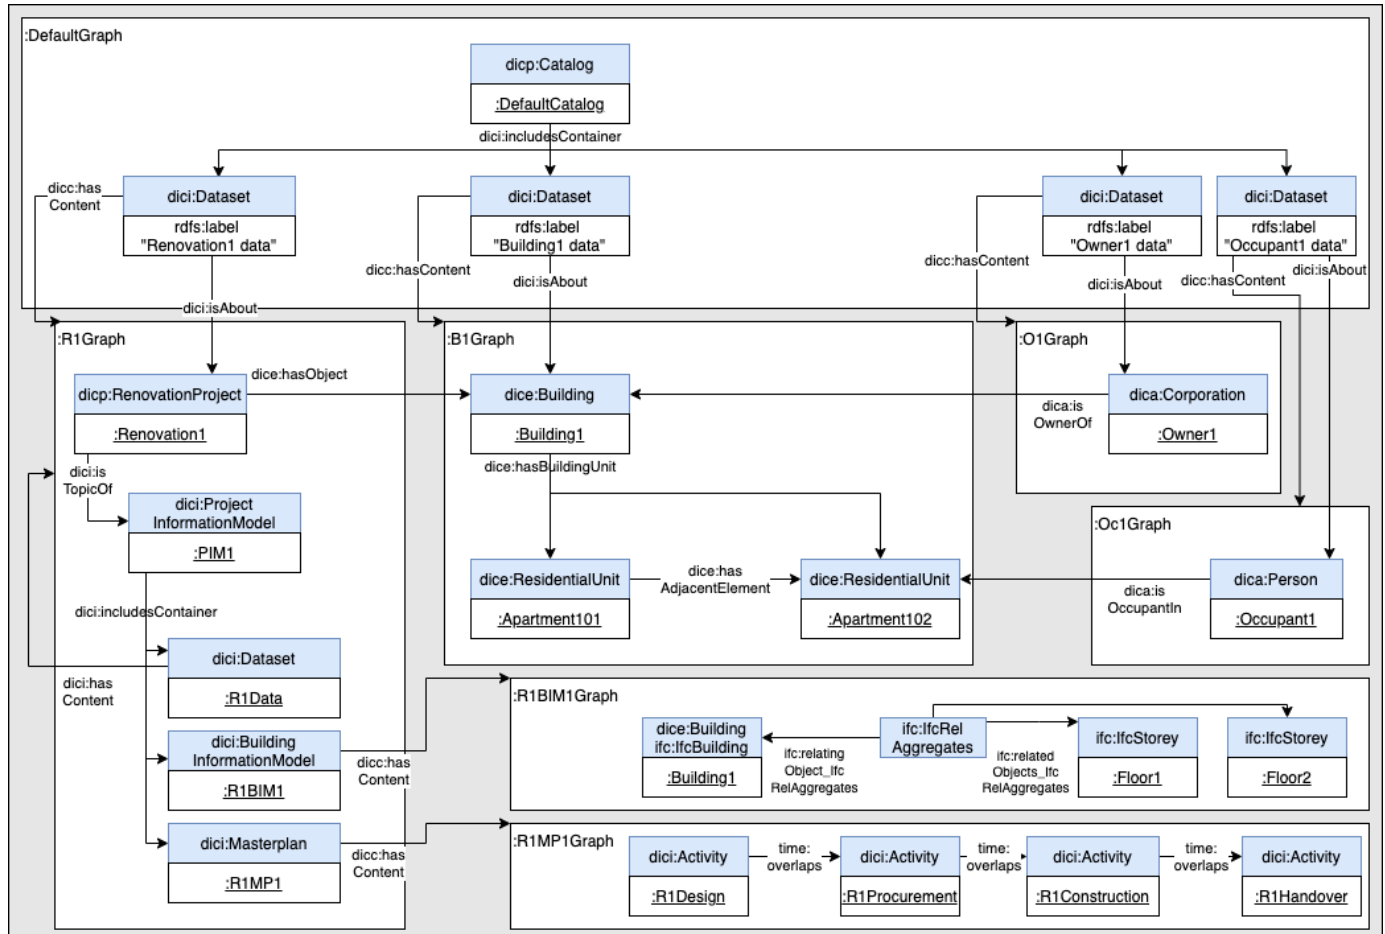 :DefaultGraph
dicp:Catalog
:DefaultCatalog
dici:includesContainer
dicc:has
Content
dici:Dataset
rdfs:label
"Renovation1 data"
dici:isAbout
dici:Dataset
rdfs:label
"Building1 data"
dicc:hasContent
dici:isAbout
dici:Dataset
rdfs:label
"Owner1 data"
dicc:hasContent
dici:isAbout
dici:Dataset
rdfs:label
"Occupant1 data"
dicc:hasContent
dici:isAbout
:R1Graph
dicp:RenovationProject
:Renovation1
dice:hasObject
dici:is
TopicOf
dici:Project
InformationModel
:PIM1
dici:includesContainer
dici:Dataset
:R1Data
dici:has
Content
dici:Building
InformationModel
:R1BIM1
dicc:has
Content
dici:Masterplan
:R1MP1
dicc:has
Content
:B1Graph
dice:Building
:Building1
dice:hasBuildingUnit
dice:ResidentialUnit
:Apartment101
dice:has
AdjacentElement
dice:ResidentialUnit
:Apartment102
:O1Graph
dica:Corporation
:Owner1
dica:is
OwnerOf
:Oc1Graph
dica:Person
:Occupant1
dica:is
OccupantIn
:R1BIM1Graph
dice:Building
ifc:IfcBuilding
:Building1
ifc:relating
Object_Ifc
RelAggregates
ifc:IfcRel
Aggregates
ifc:related
Objects_Ifc
RelAggregates
ifc:IfcStorey
:Floor1
ifc:IfcStorey
:Floor2
:R1MP1Graph
dici:Activity
:R1Design
time:
overlaps
dici:Activity
:R1Procurement
time:
overlaps
dici:Activity
:R1Construction
time:
overlaps
dici:Activity
:R1Handover